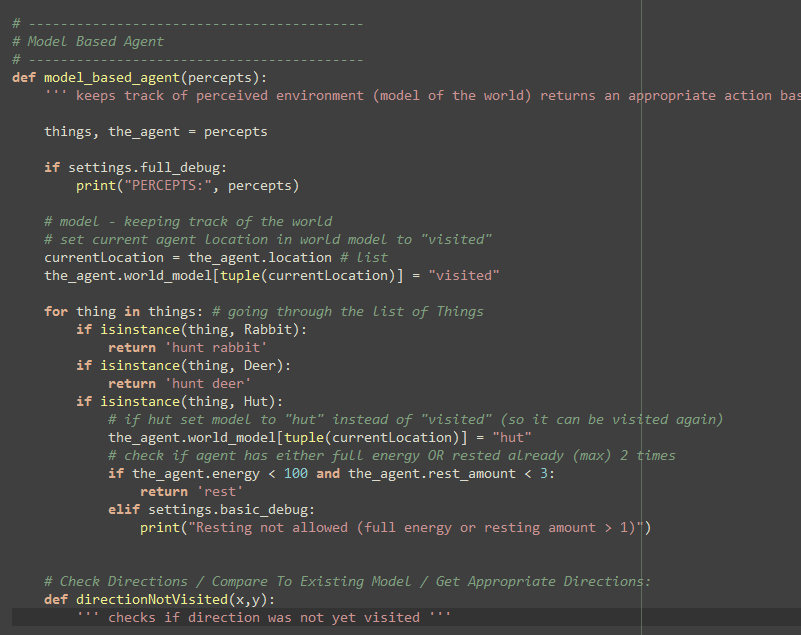 # ------------------------------------------
# Model Based Agent
# ------------------------------------------
def model_based_agent(percepts):
    ''' keeps track of perceived environment (model of the world) returns an appropriate action bas

    things, the_agent = percepts

    if settings.full_debug:
        print("PERCEPTS:", percepts)

    # model - keeping track of the world
    # set current agent location in world model to "visited"
    currentLocation = the_agent.location # list
    the_agent.world_model[tuple(currentLocation)] = "visited"

    for thing in things: # going through the list of Things
        if isinstance(thing, Rabbit):
            return 'hunt rabbit'
        if isinstance(thing, Deer):
            return 'hunt deer'
        if isinstance(thing, Hut):
            # if hut set model to "hut" instead of "visited" (so it can be visited again)
            the_agent.world_model[tuple(currentLocation)] = "hut"
            # check if agent has either full energy OR rested already (max) 2 times
            if the_agent.energy < 100 and the_agent.rest_amount < 3:
                return 'rest'
            elif settings.basic_debug:
                print("Resting not allowed (full energy or resting amount > 1)")

    # Check Directions / Compare To Existing Model / Get Appropriate Directions:
    def directionNotVisited(x,y):
        ''' checks if direction was not yet visited '''